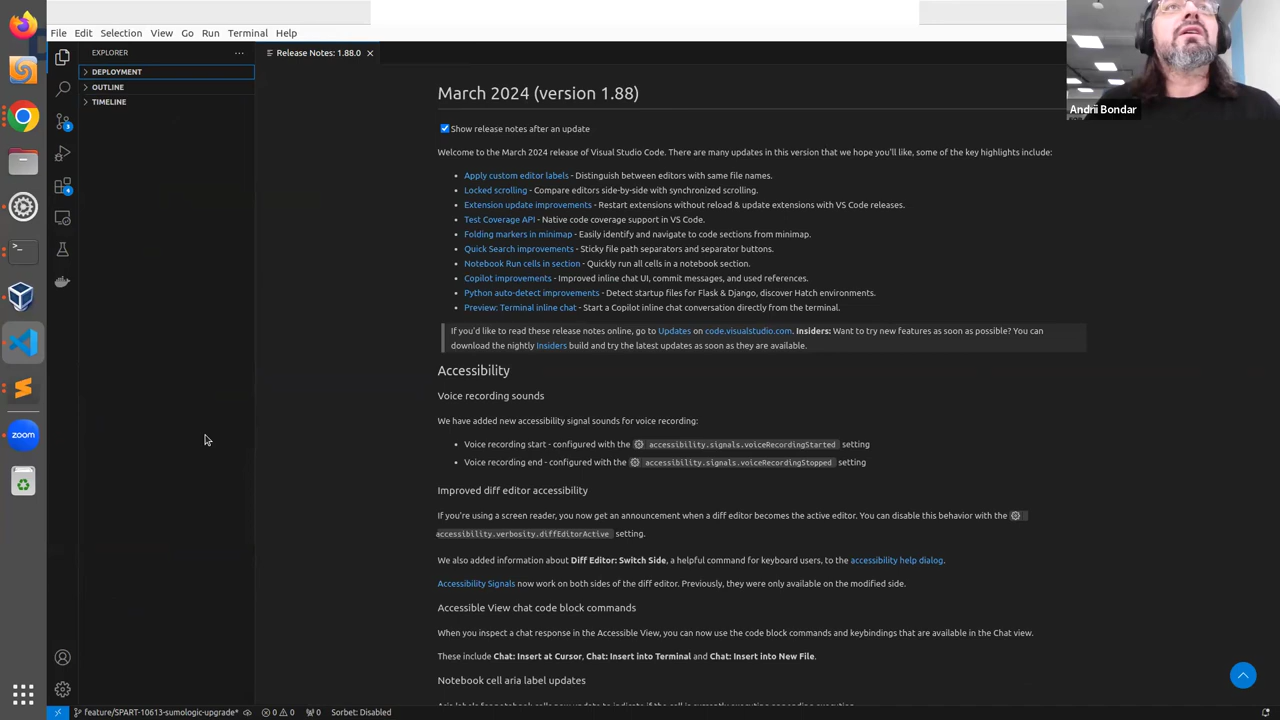 File Edit Selection View Go Run Terminal Help
EXPLORER
Release Notes: 1.88.0
DEPLOYMENT
OUTLINE
TIMELINE
3
4
zoom
March 2024 (version 1.88)
Show release notes after an update
Welcome to the March 2024 release of Visual Studio Code. There are many updates in this version that we hope you'll like, some of the key highlights include:
• Apply custom editor labels - Distinguish between editors with same file names.
• Locked scrolling - Compare editors side-by-side with synchronized scrolling.
• Extension update improvements - Restart extensions without reload & update extensions with VS Code releases.
• Test Coverage API - Native code coverage support in VS Code.
• Folding markers in minimap - Easily identify and navigate to code sections from minimap.
• Quick Search improvements - Sticky file path separators and separator buttons.
• Notebook Run cells in section - Quickly run all cells in a notebook section.
• Copilot improvements - Improved inline chat UI, commit messages, and used references.
• Python auto-detect improvements - Detect startup files for Flask & Django, discover Hatch environments.
• Preview: Terminal inline chat - Start a Copilot inline chat conversation directly from the terminal.
If you'd like to read these release notes online, go to Updates on code.visualstudio.com. Insiders: Want to try new features as soon as possible? You can
download the nightly Insiders build and try the latest updates as soon as they are available.
Accessibility
Voice recording sounds
We have added new accessibility signal sounds for voice recording:
• Voice recording start - configured with the accessibility.signals.voiceRecordingStarted setting
• Voice recording end - configured with the accessibility.signals.voiceRecordingStopped setting
Improved diff editor accessibility
If you're using a screen reader, you now get an announcement when a diff editor becomes the active editor. You can disable this behavior with the
accessibility.verbosity.diffEditorActive setting.
We also added information about Diff Editor: Switch Side, a helpful command for keyboard users, to the accessibility help dialog.
Accessibility Signals now work on both sides of the diff editor. Previously, they were only available on the modified side.
Accessible View chat code block commands
When you inspect a chat response in the Accessible View, you can now use the code block commands and keybindings that are available in the Chat view.
These include Chat: Insert at Cursor, Chat: Insert into Terminal and Chat: Insert into New File.
Notebook cell aria label updates
feature/SPART-10613-sumologic-upgrade* 0 0 0 Sorbet: Disabled
Andrii Bondar